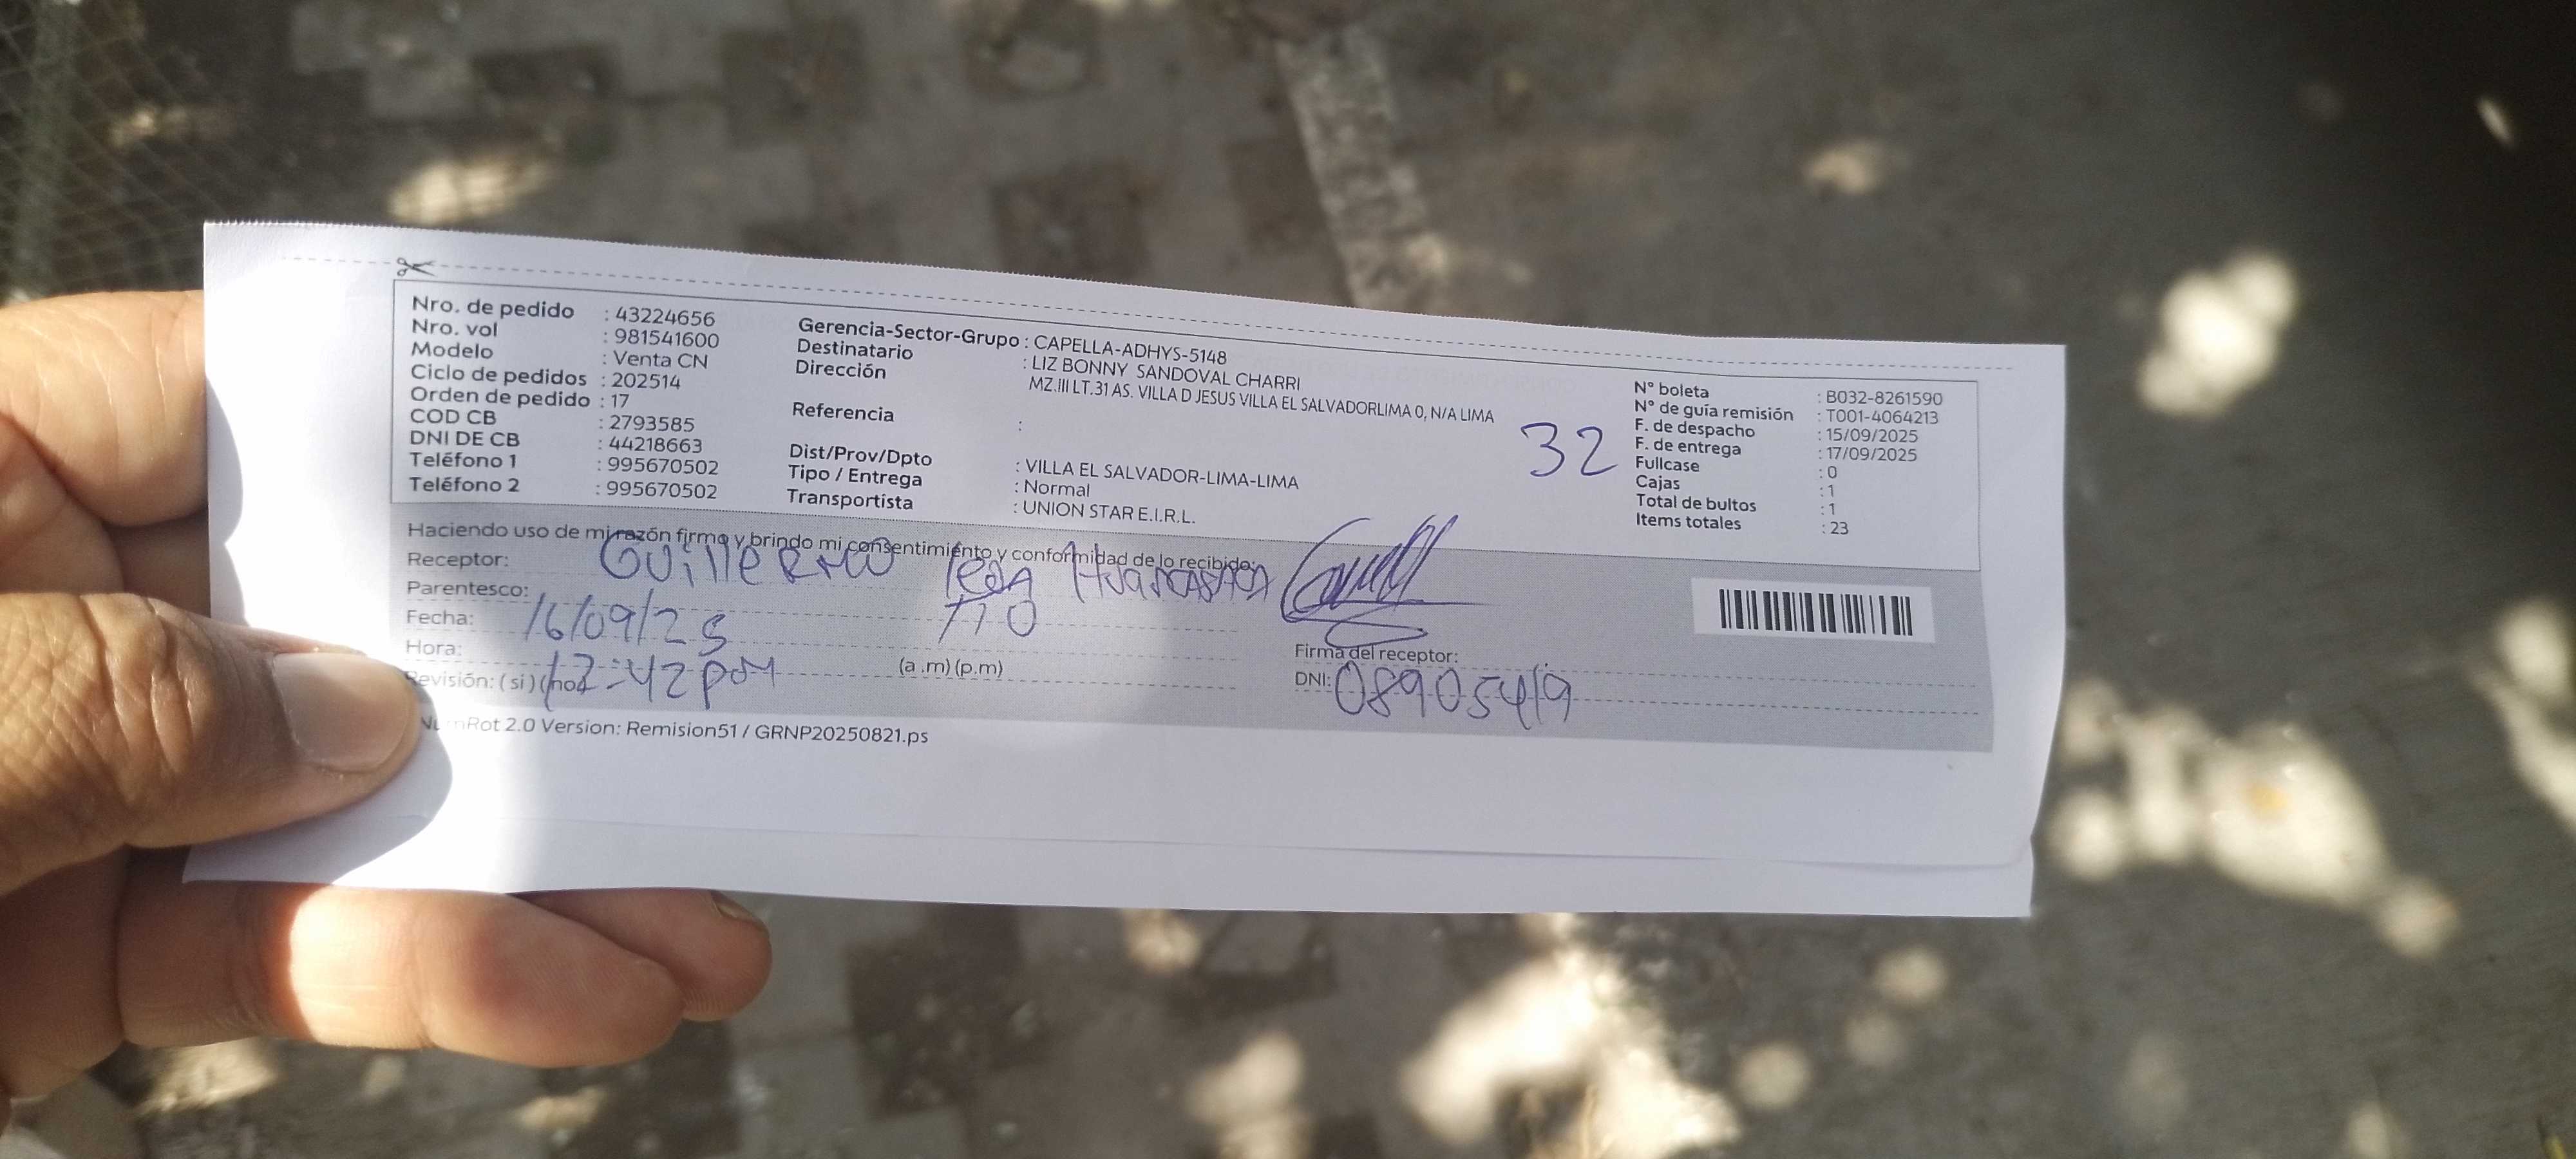 Nro. de pedido : 43224656
Nro. vol : 981541600
Modelo : Venta CN
Ciclo de pedidos : 202514
Orden de pedido : 17
COD CB : 2793585
DNI DE CB : 44218663
Teléfono 1 : 995670502
Teléfono 2 : 995670502
Gerencia-Sector-Grupo : CAPELLA-ADHYS-5148
Destinatario : LIZ BONNY SANDOVAL CHARRI
Dirección MZ.III LT.31 AS. VILLA D JESUS VILLA EL SALVADORLIMA 0, N/A LIMA
Referencia :
Dist/Prov/Dpto : VILLA EL SALVADOR-LIMA-LIMA
Tipo / Entrega : Normal
Transportista : UNION STAR E.I.R.L.
32
N° boleta : B032-8261590
N° de guía remisión : T001-4064213
F. de despacho : 15/09/2025
F. de entrega : 17/09/2025
Fullcase : 0
Cajas : 1
Total de bultos : 1
Items totales : 23
Haciendo uso de mi razón firmo y brindo mi consentimiento y conformidad de lo recibido:
Receptor: Guillermo León
Parentesco: TIO
Fecha: 16/09/25
Hora: 12:42 pm (a.m) (p.m)
Revisión: ( si ) ( no
Firma del receptor:
DNI: 08905419
Rot 2.0 Version: Remision51 / GRNP20250821.ps